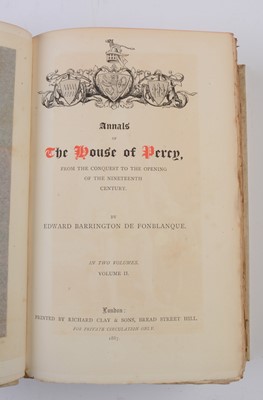 Annals
OF
The House of Percy,
FROM THE CONQUEST TO THE OPENING
OF THE NINETEENTH
CENTURY.
BY
EDWARD BARRINGTON DE FONBLANQUE.
IN TWO VOLUMES.
VOLUME II.
London:
PRINTED BY RICHARD CLAY & SONS, BREAD STREET HILL.
FOR PRIVATE CIRCULATION ONLY.
1887.